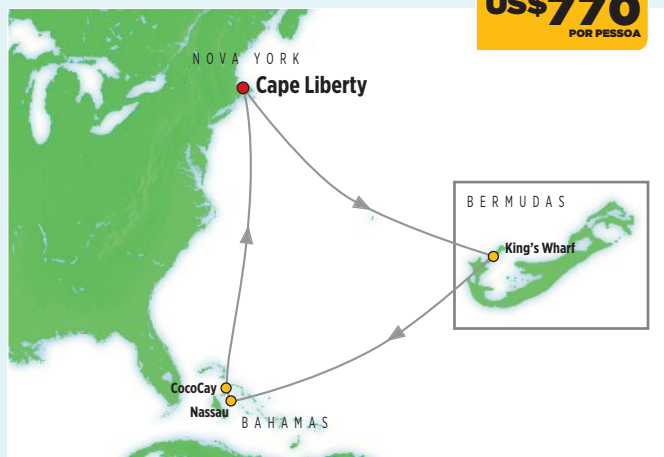 US$770
POR PESSOA
NOVA YORK
Cape Liberty
BERMUDAS
King's Wharf
CocoCay
Nassau
BAHAMAS